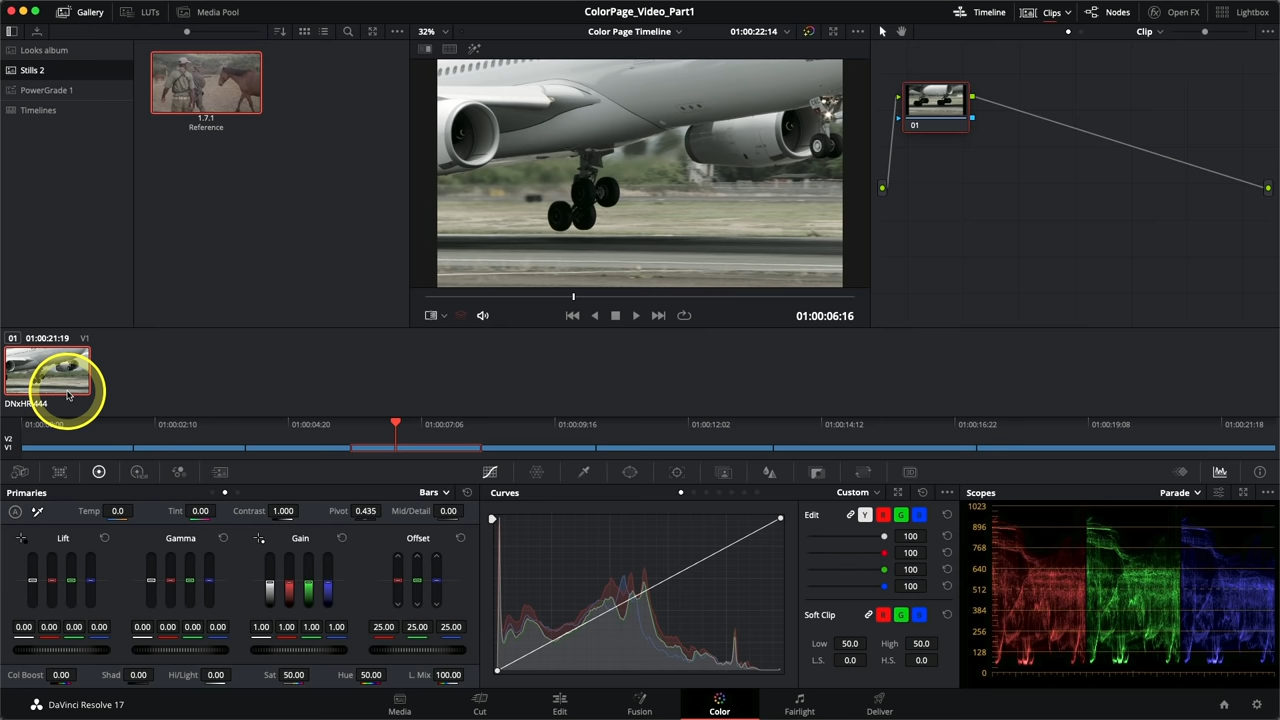 Gallery LUTs Media Pool ColorPage_Video_Part1 Timeline Clips Nodes Open FX Lightbox
32% Color Page Timeline 01:00:22:14 Clip
Looks album
Stills 2
PowerGrade 1
Timelines
1.7.1
Reference
01
01:00:06:16
01 01:00:21:19 V1
DNxHR 444
01:00:00:00 01:00:02:10 01:00:04:20 01:00:07:06 01:00:09:16 01:00:12:02 01:00:14:12 01:00:16:22 01:00:19:08 01:00:21:18
V2
V1
Primaries Bars Curves Custom Scopes Parade
A Temp 0.0 Tint 0.00 Contrast 1.000 Pivot 0.435 Mid/Detail 0.00
Lift Gamma Gain Offset
0.00 0.00 0.00 0.00 0.00 0.00 0.00 0.00 1.00 1.00 1.00 1.00 25.00 25.00 25.00
Col Boost 0.00 Shad 0.00 Hi/Light 0.00 Sat 50.00 Hue 50.00 L. Mix 100.00
Edit Y R G B
100
100
100
100
Soft Clip R G B
Low 50.0 High 50.0
L.S. 0.0 H.S. 0.0
1023
896
768
640
512
384
256
128
0
DaVinci Resolve 17 Media Cut Edit Fusion Color Fairlight Deliver